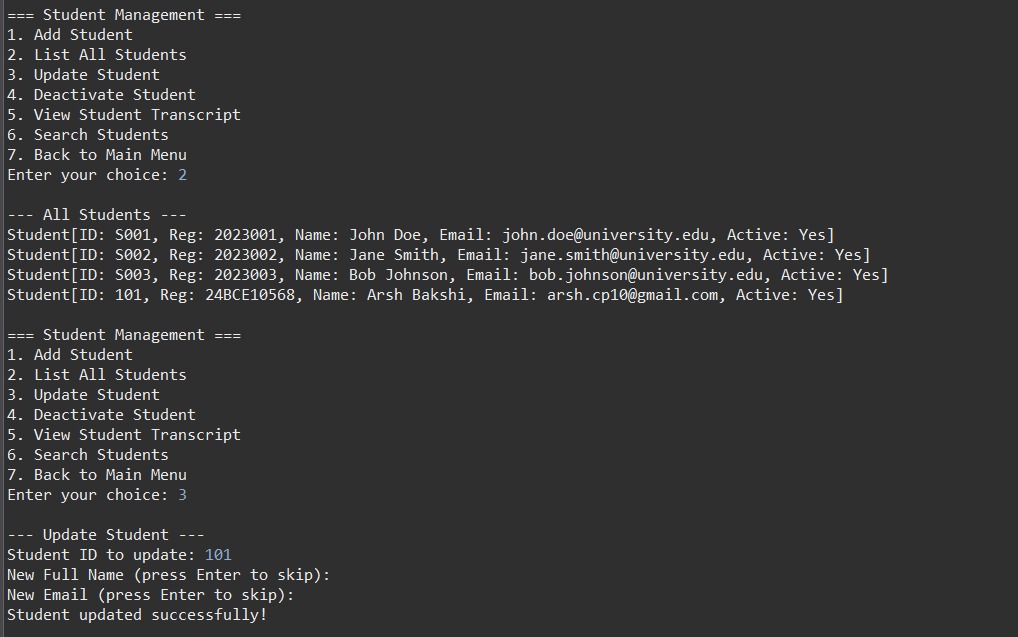 === Student Management ===
1. Add Student
2. List All Students
3. Update Student
4. Deactivate Student
5. View Student Transcript
6. Search Students
7. Back to Main Menu
Enter your choice: 2
--- All Students ---
Student[ID: S001, Reg: 2023001, Name: John Doe, Email: john.doe@university.edu, Active: Yes]
Student[ID: S002, Reg: 2023002, Name: Jane Smith, Email: jane.smith@university.edu, Active: Yes]
Student[ID: S003, Reg: 2023003, Name: Bob Johnson, Email: bob.johnson@university.edu, Active: Yes]
Student[ID: 101, Reg: 24BCE10568, Name: Arsh Bakshi, Email: arsh.cp10@gmail.com, Active: Yes]
=== Student Management ===
1. Add Student
2. List All Students
3. Update Student
4. Deactivate Student
5. View Student Transcript
6. Search Students
7. Back to Main Menu
Enter your choice: 3
--- Update Student ---
Student ID to update: 101
New Full Name (press Enter to skip):
New Email (press Enter to skip):
Student updated successfully!